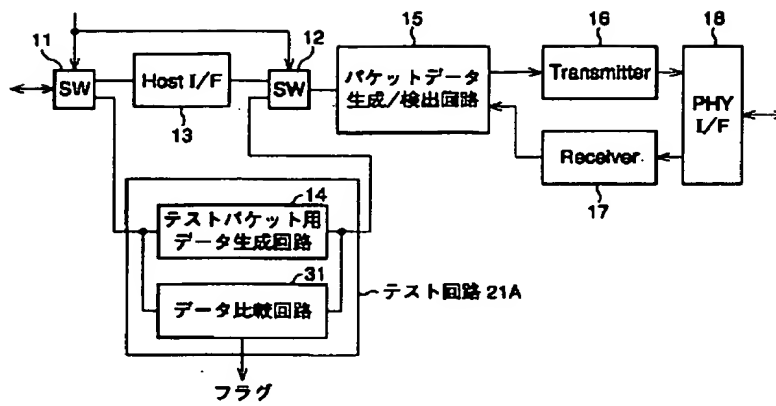 11
SW
Host I/F
13
12
SW
15
パケットデータ
生成/検出回路
16
Transmitter
18
PHY
I/F
Receiver
17
14
テストパケット用
データ生成回路
31
データ比較回路
テスト回路 21A
フラグ